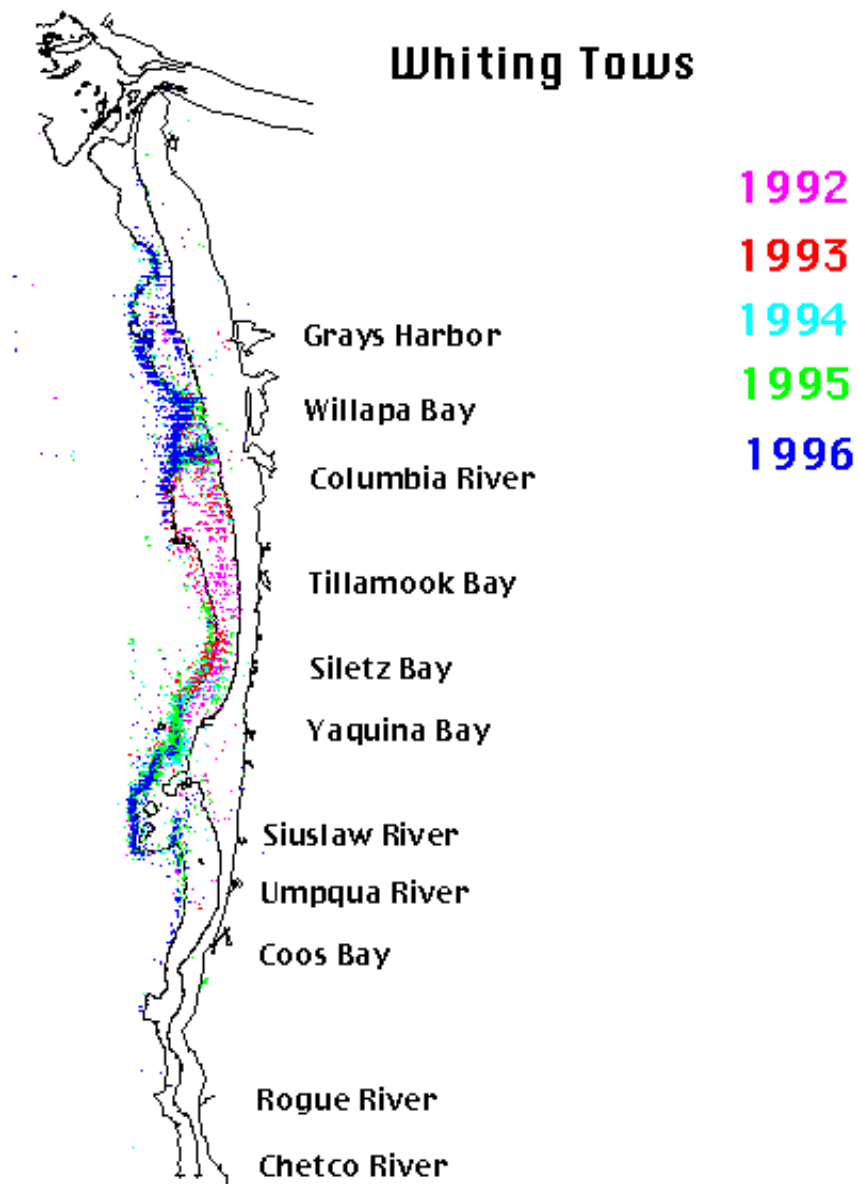 Whiting Tows
1992
1993
1994
1995
1996
Grays Harbor
Willapa Bay
Columbia River
Tillamook Bay
Siletz Bay
Yaquina Bay
Siuslaw River
Umpqua River
Coos Bay
Rogue River
Chetco River